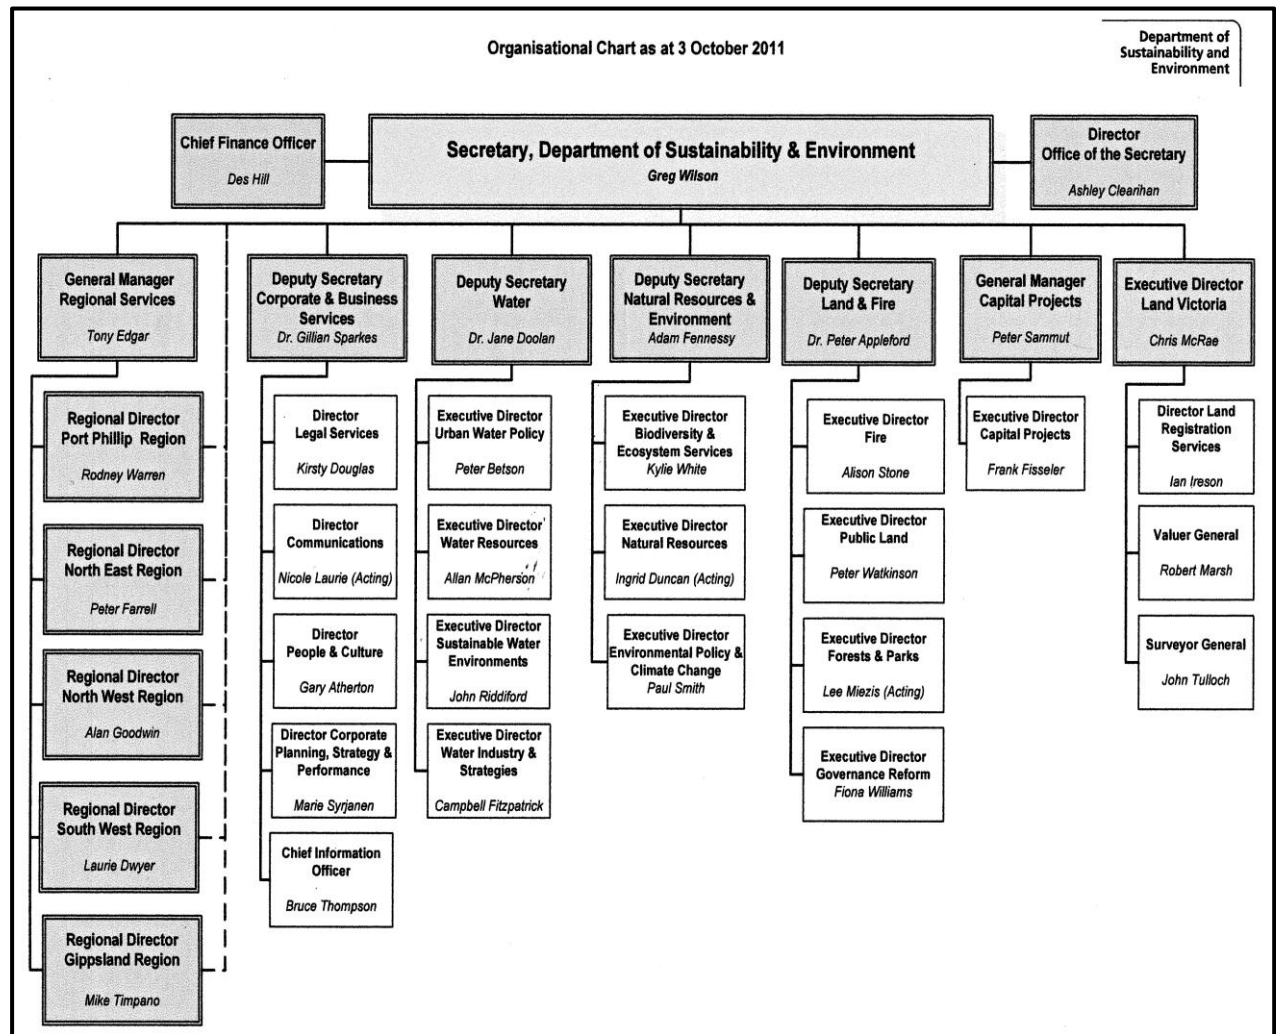 Organisational Chart as at 3 October 2011
Department of
Sustainability and
Environment
Chief Finance Officer
Des Hill
Secretary, Department of Sustainability & Environment
Greg Wilson
Director
Office of the Secretary
Ashley Clearihan
General Manager
Regional Services
Tony Edgar
Deputy Secretary
Corporate & Business
Services
Dr. Gillian Sparkes
Deputy Secretary
Water
Dr. Jane Doolan
Deputy Secretary
Natural Resources &
Environment
Adam Fennessy
Deputy Secretary
Land & Fire
Dr. Peter Appleford
General Manager
Capital Projects
Peter Sammut
Executive Director
Land Victoria
Chris McRae
Regional Director
Port Phillip Region
Rodney Warren
Regional Director
North East Region
Peter Farrell
Regional Director
North West Region
Alan Goodwin
Regional Director
South West Region
Laurie Dwyer
Regional Director
Gippsland Region
Mike Timpano
Director
Legal Services
Kirsty Douglas
Director
Communications
Nicole Laurie (Acting)
Director
People & Culture
Gary Atherton
Director Corporate
Planning, Strategy &
Performance
Marie Syrjanen
Chief Information
Officer
Bruce Thompson
Executive Director
Urban Water Policy
Peter Betson
Executive Director
Water Resources
Allan McPherson
Executive Director
Sustainable Water
Environments
John Riddiford
Executive Director
Water Industry &
Strategies
Campbell Fitzpatrick
Executive Director
Biodiversity &
Ecosystem Services
Kylie White
Executive Director
Natural Resources
Ingrid Duncan (Acting)
Executive Director
Environmental Policy &
Climate Change
Paul Smith
Executive Director
Fire
Alison Stone
Executive Director
Public Land
Peter Watkinson
Executive Director
Forests & Parks
Lee Miezis (Acting)
Executive Director
Governance Reform
Fiona Williams
Executive Director
Capital Projects
Frank Fisseler
Director Land
Registration
Services
Ian Ireson
Valuer General
Robert Marsh
Surveyor General
John Tulloch